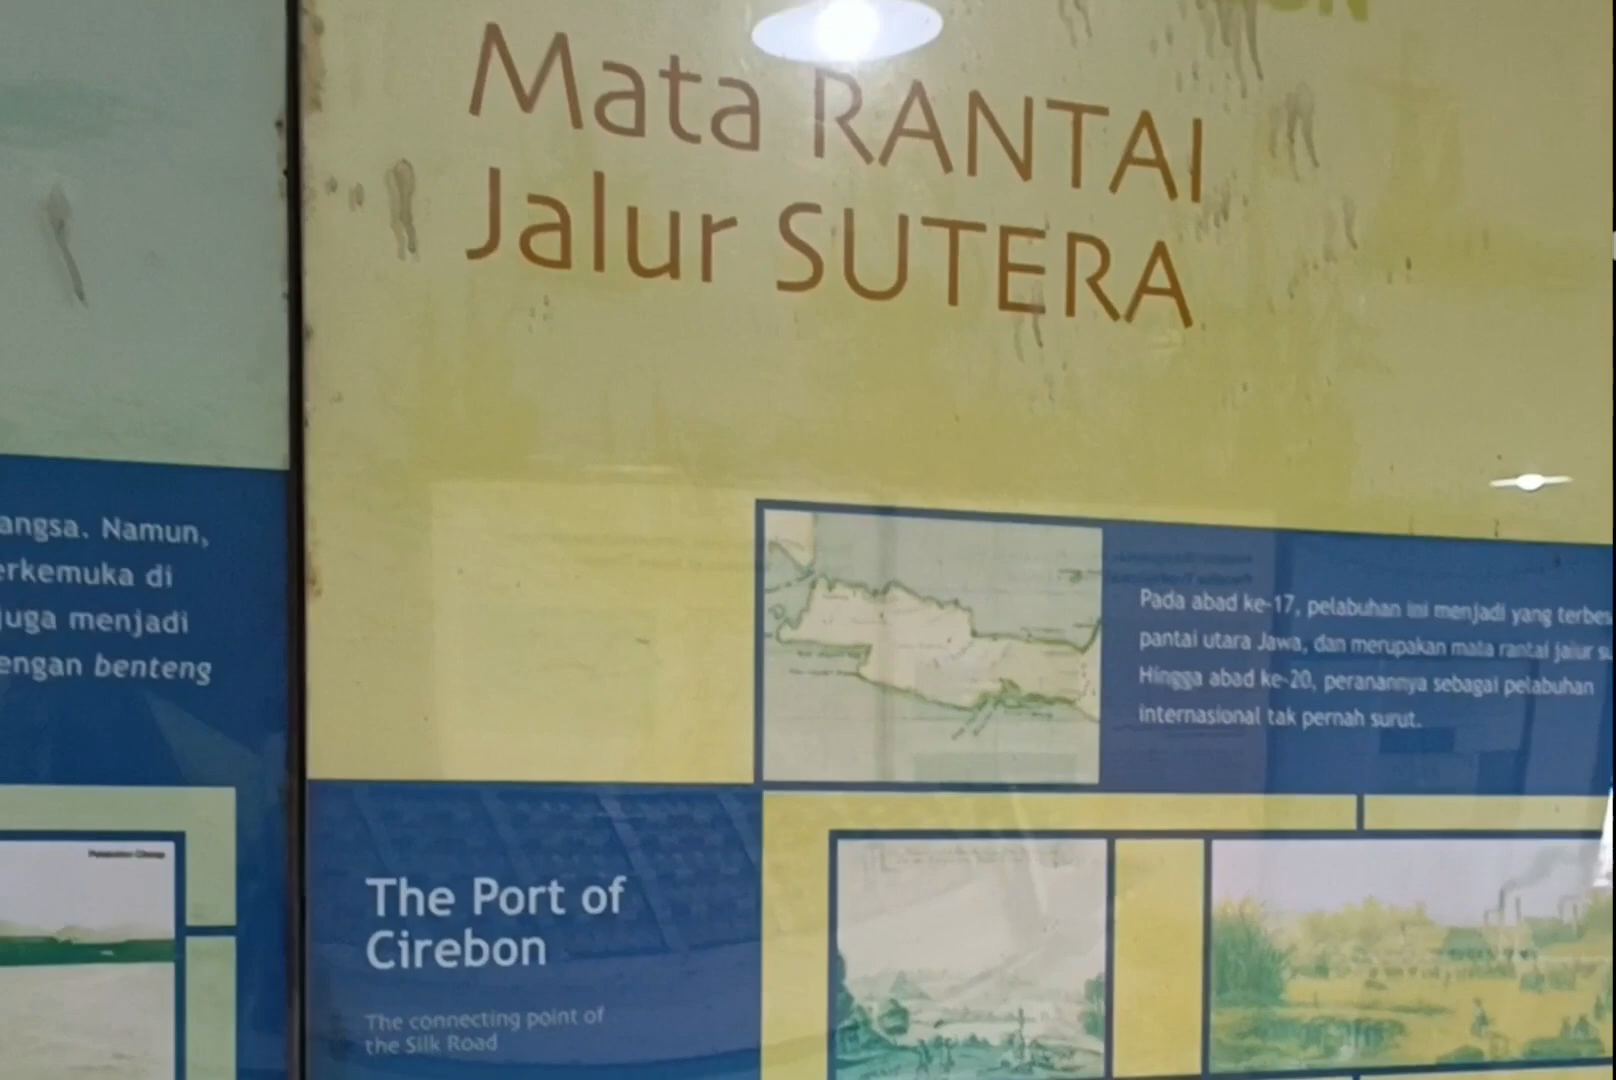 Mata RANTAI
Jalur SUTERA
angsa. Namun,
erkemuka di
juga menjadi
engan benteng
Pada abad ke-17, pelabuhan ini menjadi yang terbes
pantai utara Jawa, dan merupakan mata rantai jalur su
Hingga abad ke-20, peranannya sebagai pelabuhan
internasional tak pernah surut.
The Port of
Cirebon
The connecting point of
the Silk Road